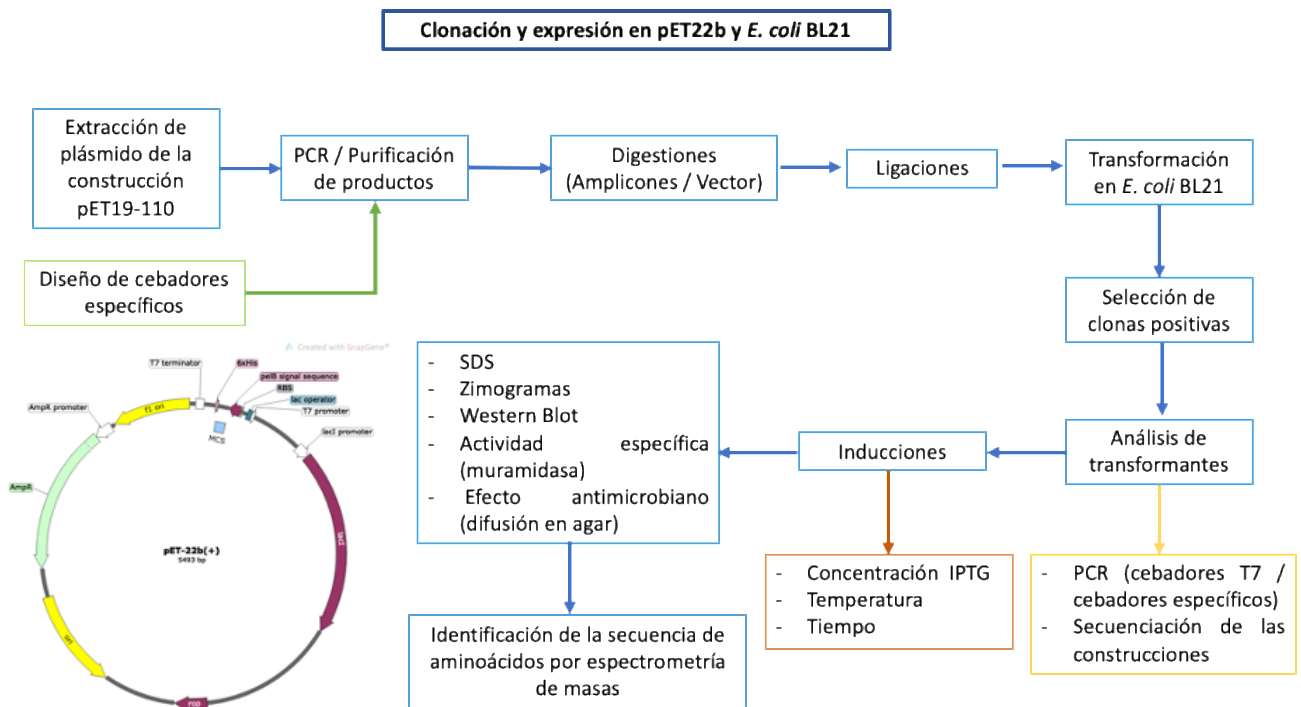 Clonación y expresión en pET22b y E. coli BL21
Extracción de
plásmido de la
construcción
pET19-110
PCR / Purificación
de productos
Digestiones
(Amplicones / Vector)
Ligaciones
Transformación
en E. coli BL21
Diseño de cebadores
específicos
Selección de
clonas positivas
Análisis de
transformantes
Inducciones
- SDS
- Zimogramas
- Western Blot
- Actividad específica
(muramidasa)
- Efecto antimicrobiano
(difusión en agar)
- Concentración IPTG
- Temperatura
- Tiempo
- PCR (cebadores T7 /
cebadores específicos)
- Secuenciación de las
construcciones
Identificación de la secuencia de
aminoácidos por espectrometría
de masas
Created with SnapGene®
T7 terminator
6xHis
pelB signal sequence
RBS
lac operator
T7 promoter
lacI promoter
MCS
f1 ori
AmpR promoter
AmpR
lacI
pET-22b(+)
5493 bp
ori
rop